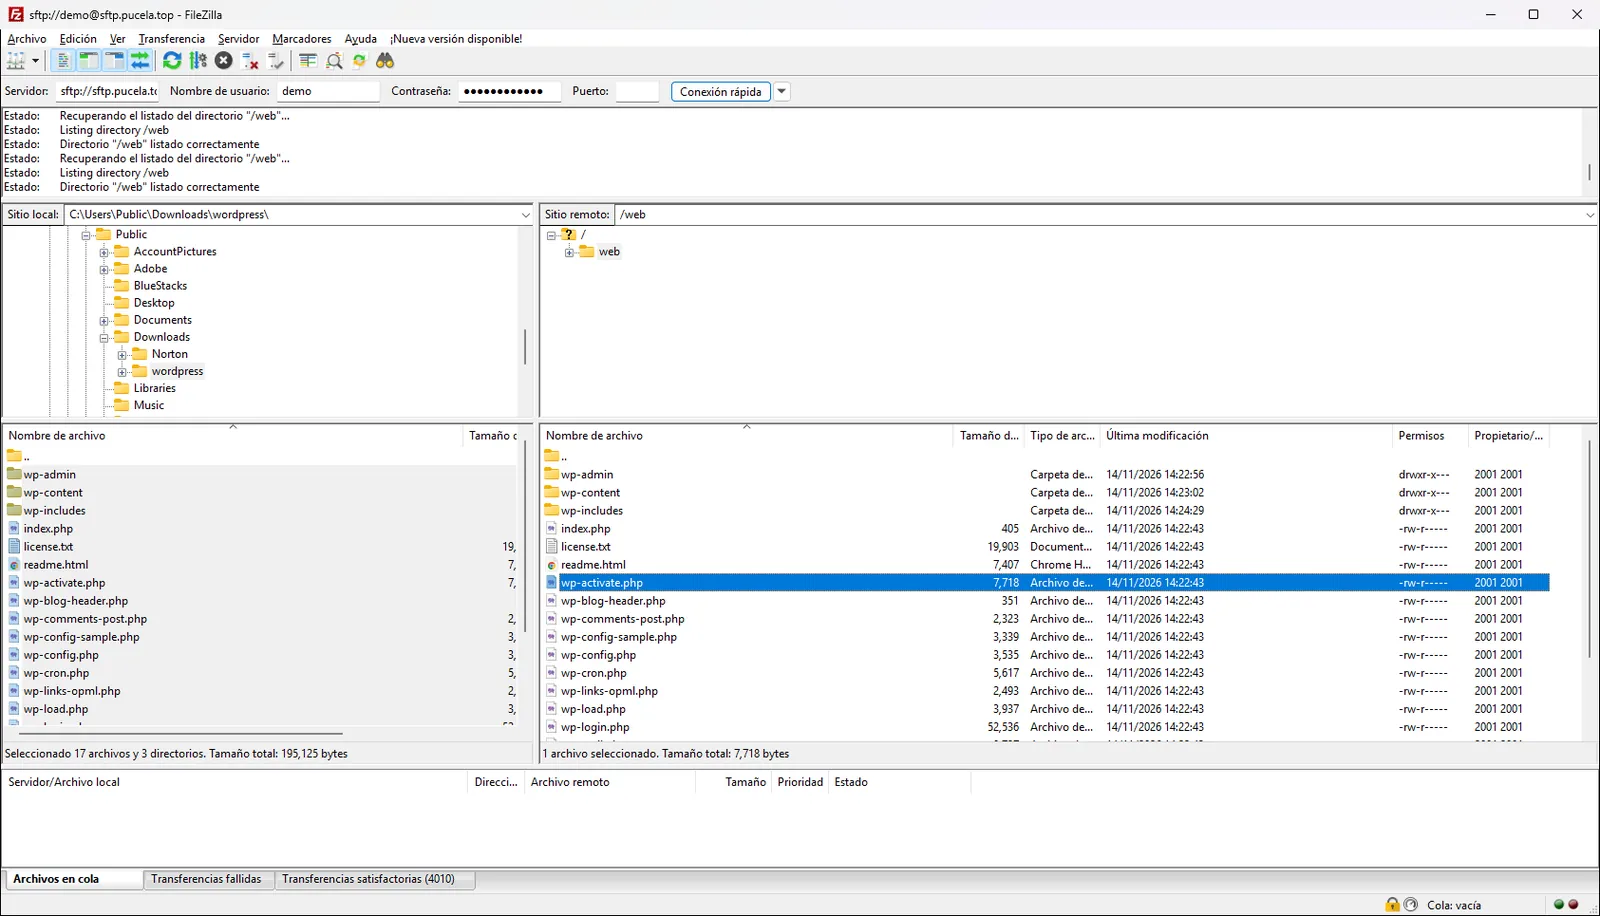 sftp://demo@sftp.pucela.top - FileZilla
Archivo Edición Ver Transferencia Servidor Marcadores Ayuda ¡Nueva versión disponible!
Servidor: sftp://sftp.pucela.to Nombre de usuario: demo Contraseña: ●●●●●●●●●●●● Puerto: Conexión rápida
Estado: Recuperando el listado del directorio "/web"...
Estado: Listing directory /web
Estado: Directorio "/web" listado correctamente
Estado: Recuperando el listado del directorio "/web"...
Estado: Listing directory /web
Estado: Directorio "/web" listado correctamente
Sitio local: C:\Users\Public\Downloads\wordpress\
Public
AccountPictures
Adobe
BlueStacks
Desktop
Documents
Downloads
Norton
wordpress
Libraries
Music
Sitio remoto: /web
/
web
Nombre de archivo Tamaño d
..
wp-admin
wp-content
wp-includes
index.php
license.txt 19,
readme.html 7,
wp-activate.php 7,
wp-blog-header.php
wp-comments-post.php 2,
wp-config-sample.php 3,
wp-config.php 3,
wp-cron.php 5,
wp-links-opml.php 2,
wp-load.php 3,
Seleccionado 17 archivos y 3 directorios. Tamaño total: 195,125 bytes
Nombre de archivo Tamaño d... Tipo de arc... Última modificación Permisos Propietario/...
..
wp-admin Carpeta de... 14/11/2026 14:22:56 drwxr-x--- 2001 2001
wp-content Carpeta de... 14/11/2026 14:23:02 drwxr-x--- 2001 2001
wp-includes Carpeta de... 14/11/2026 14:24:29 drwxr-x--- 2001 2001
index.php 405 Archivo de... 14/11/2026 14:22:43 -rw-r----- 2001 2001
license.txt 19,903 Document... 14/11/2026 14:22:43 -rw-r----- 2001 2001
readme.html 7,407 Chrome H... 14/11/2026 14:22:43 -rw-r----- 2001 2001
wp-activate.php 7,718 Archivo de... 14/11/2026 14:22:43 -rw-r----- 2001 2001
wp-blog-header.php 351 Archivo de... 14/11/2026 14:22:43 -rw-r----- 2001 2001
wp-comments-post.php 2,323 Archivo de... 14/11/2026 14:22:43 -rw-r----- 2001 2001
wp-config-sample.php 3,339 Archivo de... 14/11/2026 14:22:43 -rw-r----- 2001 2001
wp-config.php 3,535 Archivo de... 14/11/2026 14:22:43 -rw-r----- 2001 2001
wp-cron.php 5,617 Archivo de... 14/11/2026 14:22:43 -rw-r----- 2001 2001
wp-links-opml.php 2,493 Archivo de... 14/11/2026 14:22:43 -rw-r----- 2001 2001
wp-load.php 3,937 Archivo de... 14/11/2026 14:22:43 -rw-r----- 2001 2001
wp-login.php 52,536 Archivo de... 14/11/2026 14:22:43 -rw-r----- 2001 2001
1 archivo seleccionado. Tamaño total: 7,718 bytes
Servidor/Archivo local Direcci... Archivo remoto Tamaño Prioridad Estado
Archivos en cola Transferencias fallidas Transferencias satisfactorias (4010)
Cola: vacía